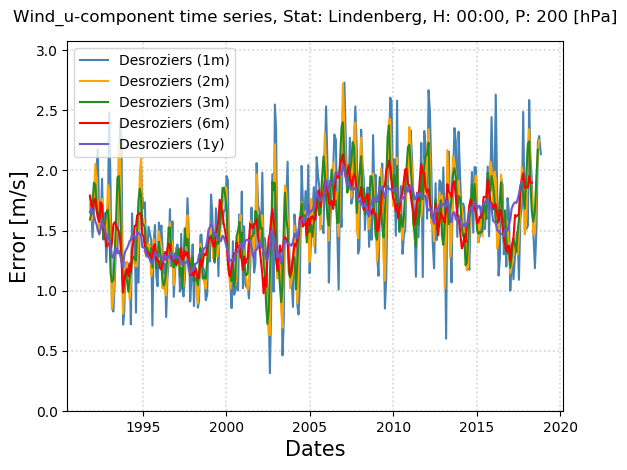 Wind_u-component time series, Stat: Lindenberg, H: 00:00, P: 200 [hPa]
Error [m/s]
3.0
2.5
2.0
1.5
1.0
0.5
0.0
Desroziers (1m)
Desroziers (2m)
Desroziers (3m)
Desroziers (6m)
Desroziers (1y)
1995 2000 2005 2010 2015 2020
Dates